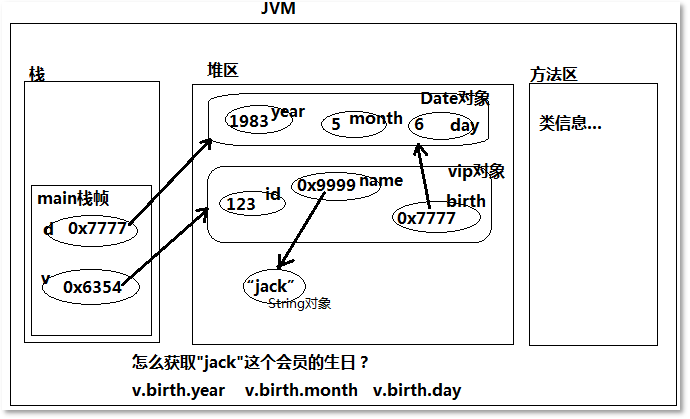 JVM
栈
堆区
方法区
Date对象
1983 year
5 month
6 day
类信息...
vip对象
main栈帧
d 0x7777
v 0x6354
123 id
0x9999 name
birth
0x7777
“jack”
String对象
怎么获取"jack"这个会员的生日？
v.birth.year v.birth.month v.birth.day